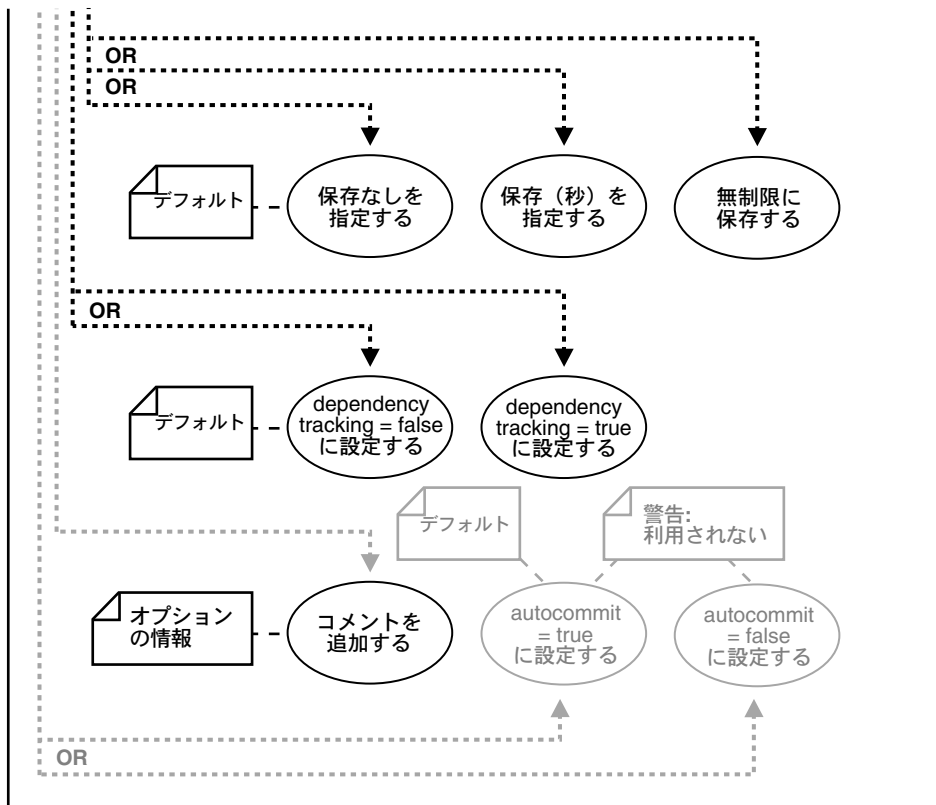 OR
OR
デフォルト
保存なしを
指定する
保存（秒）を
指定する
無制限に
保存する
OR
デフォルト
dependency
tracking = false
に設定する
dependency
tracking = true
に設定する
デフォルト
警告:
利用されない
オプション
の情報
コメントを
追加する
autocommit
= true
に設定する
autocommit
= false
に設定する
OR